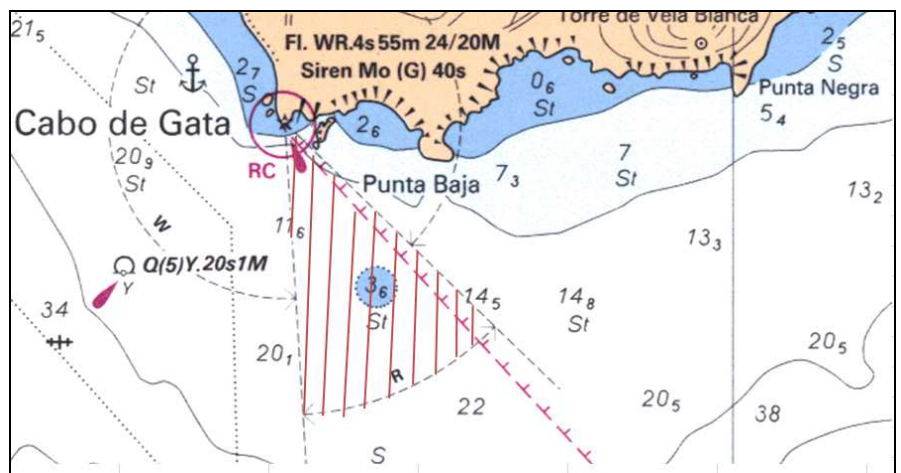 21₅
Torre de Vela Blanca
Fl. WR.4s 55m 24/20M
Siren Mo (G) 40s
2₅
S
2₇
S
St
0₆
St
Punta Negra
5₄
Cabo de Gata
2₆
20₉
St
RC
Punta Baja
7₃
7
St
13₂
W
11₆
13₃
Q(5)Y.20s1M
Y
3₆
St
14₅
14₈
St
34
20₁
20₅
R
22
20₅
38
S